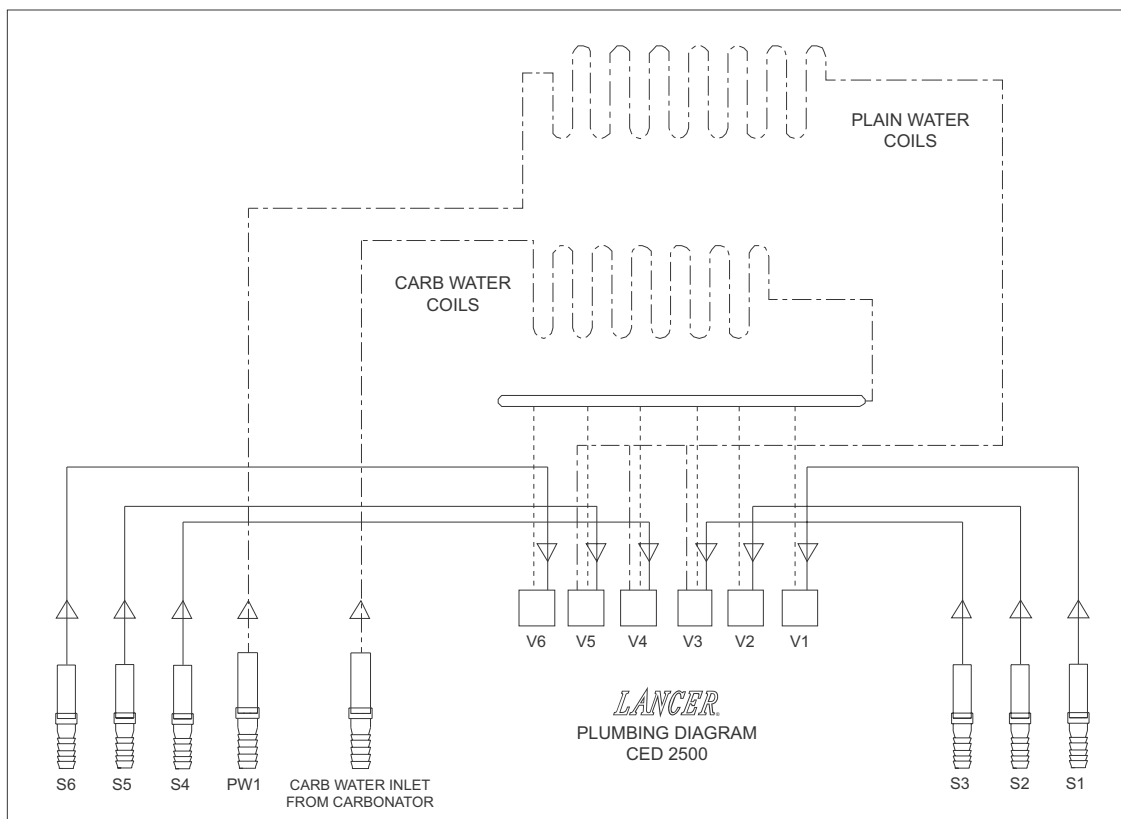 PLAIN WATER
COILS
CARB WATER
COILS
V6
V5
V4
V3
V2
V1
LANCER®
PLUMBING DIAGRAM
CED 2500
S6
S5
S4
PW1
CARB WATER INLET
FROM CARBONATOR
S3
S2
S1